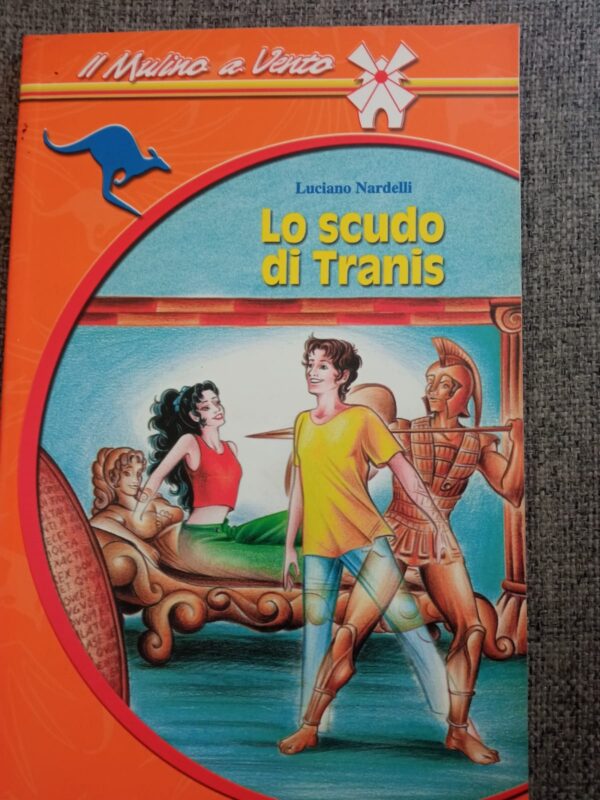 Il Mulino a Vento
Luciano Nardelli
Lo scudo
di Tranis